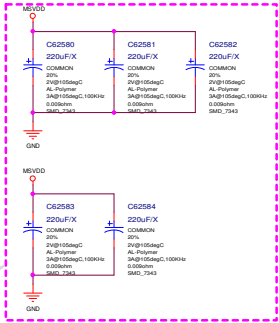 MSVDD
C62580
220uF/X
COMMON
20%
2V@105degC
AL-Polymer
3A@105degC,100KHz
0.009ohm
SMD_7343
C62581
220uF/X
COMMON
20%
2V@105degC
AL-Polymer
3A@105degC,100KHz
0.009ohm
SMD_7343
C62582
220uF/X
COMMON
20%
2V@105degC
AL-Polymer
3A@105degC,100KHz
0.009ohm
SMD_7343
GND
MSVDD
C62583
220uF/X
COMMON
20%
2V@105degC
AL-Polymer
3A@105degC,100KHz
0.009ohm
SMD_7343
C62584
220uF/X
COMMON
20%
2V@105degC
AL-Polymer
3A@105degC,100KHz
0.009ohm
SMD_7343
GND